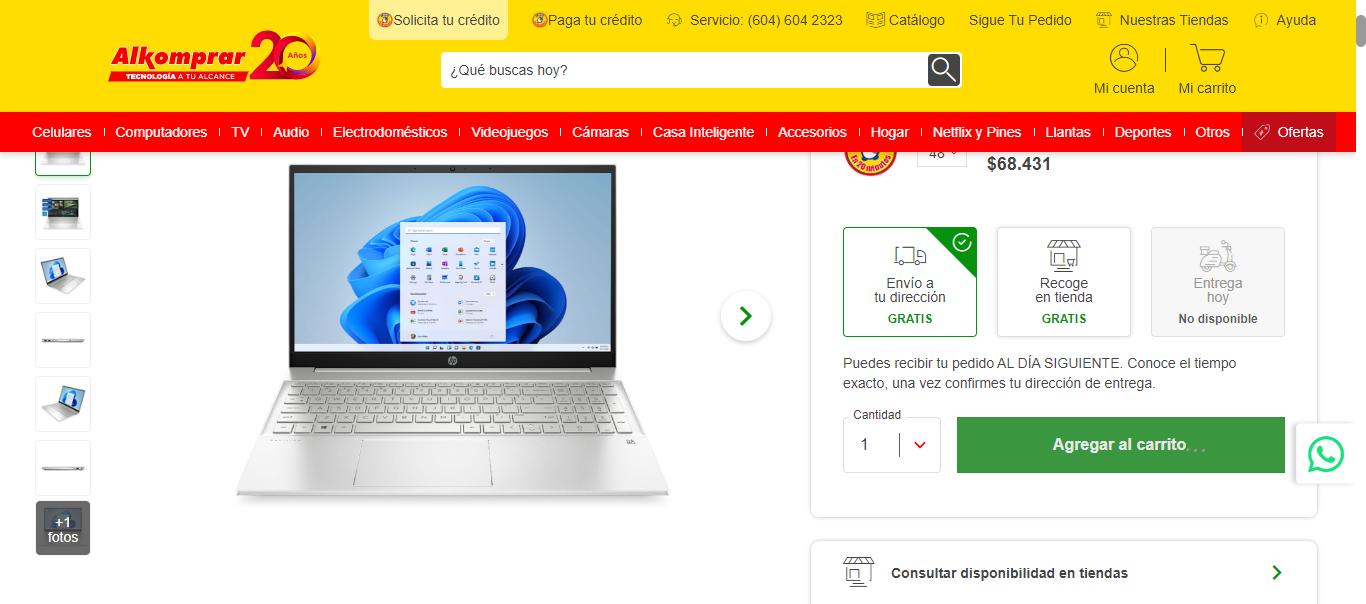 Solicita tu crédito
Paga tu crédito
Servicio: (604) 604 2323
Catálogo
Sigue Tu Pedido
Nuestras Tiendas
Ayuda
Alkomprar 20 Años
TECNOLOGÍA A TU ALCANCE
¿Qué buscas hoy?
Mi cuenta
Mi carrito
Celulares
Computadores
TV
Audio
Electrodomésticos
Videojuegos
Cámaras
Casa Inteligente
Accesorios
Hogar
Netflix y Pines
Llantas
Deportes
Otros
Ofertas
En 20 Minutos
48
$68.431
Envío a
tu dirección
GRATIS
Recoge
en tienda
GRATIS
Entrega
hoy
No disponible
Puedes recibir tu pedido AL DÍA SIGUIENTE. Conoce el tiempo
exacto, una vez confirmes tu dirección de entrega.
Cantidad
1
Agregar al carrito...
+1
fotos
hp
Consultar disponibilidad en tiendas